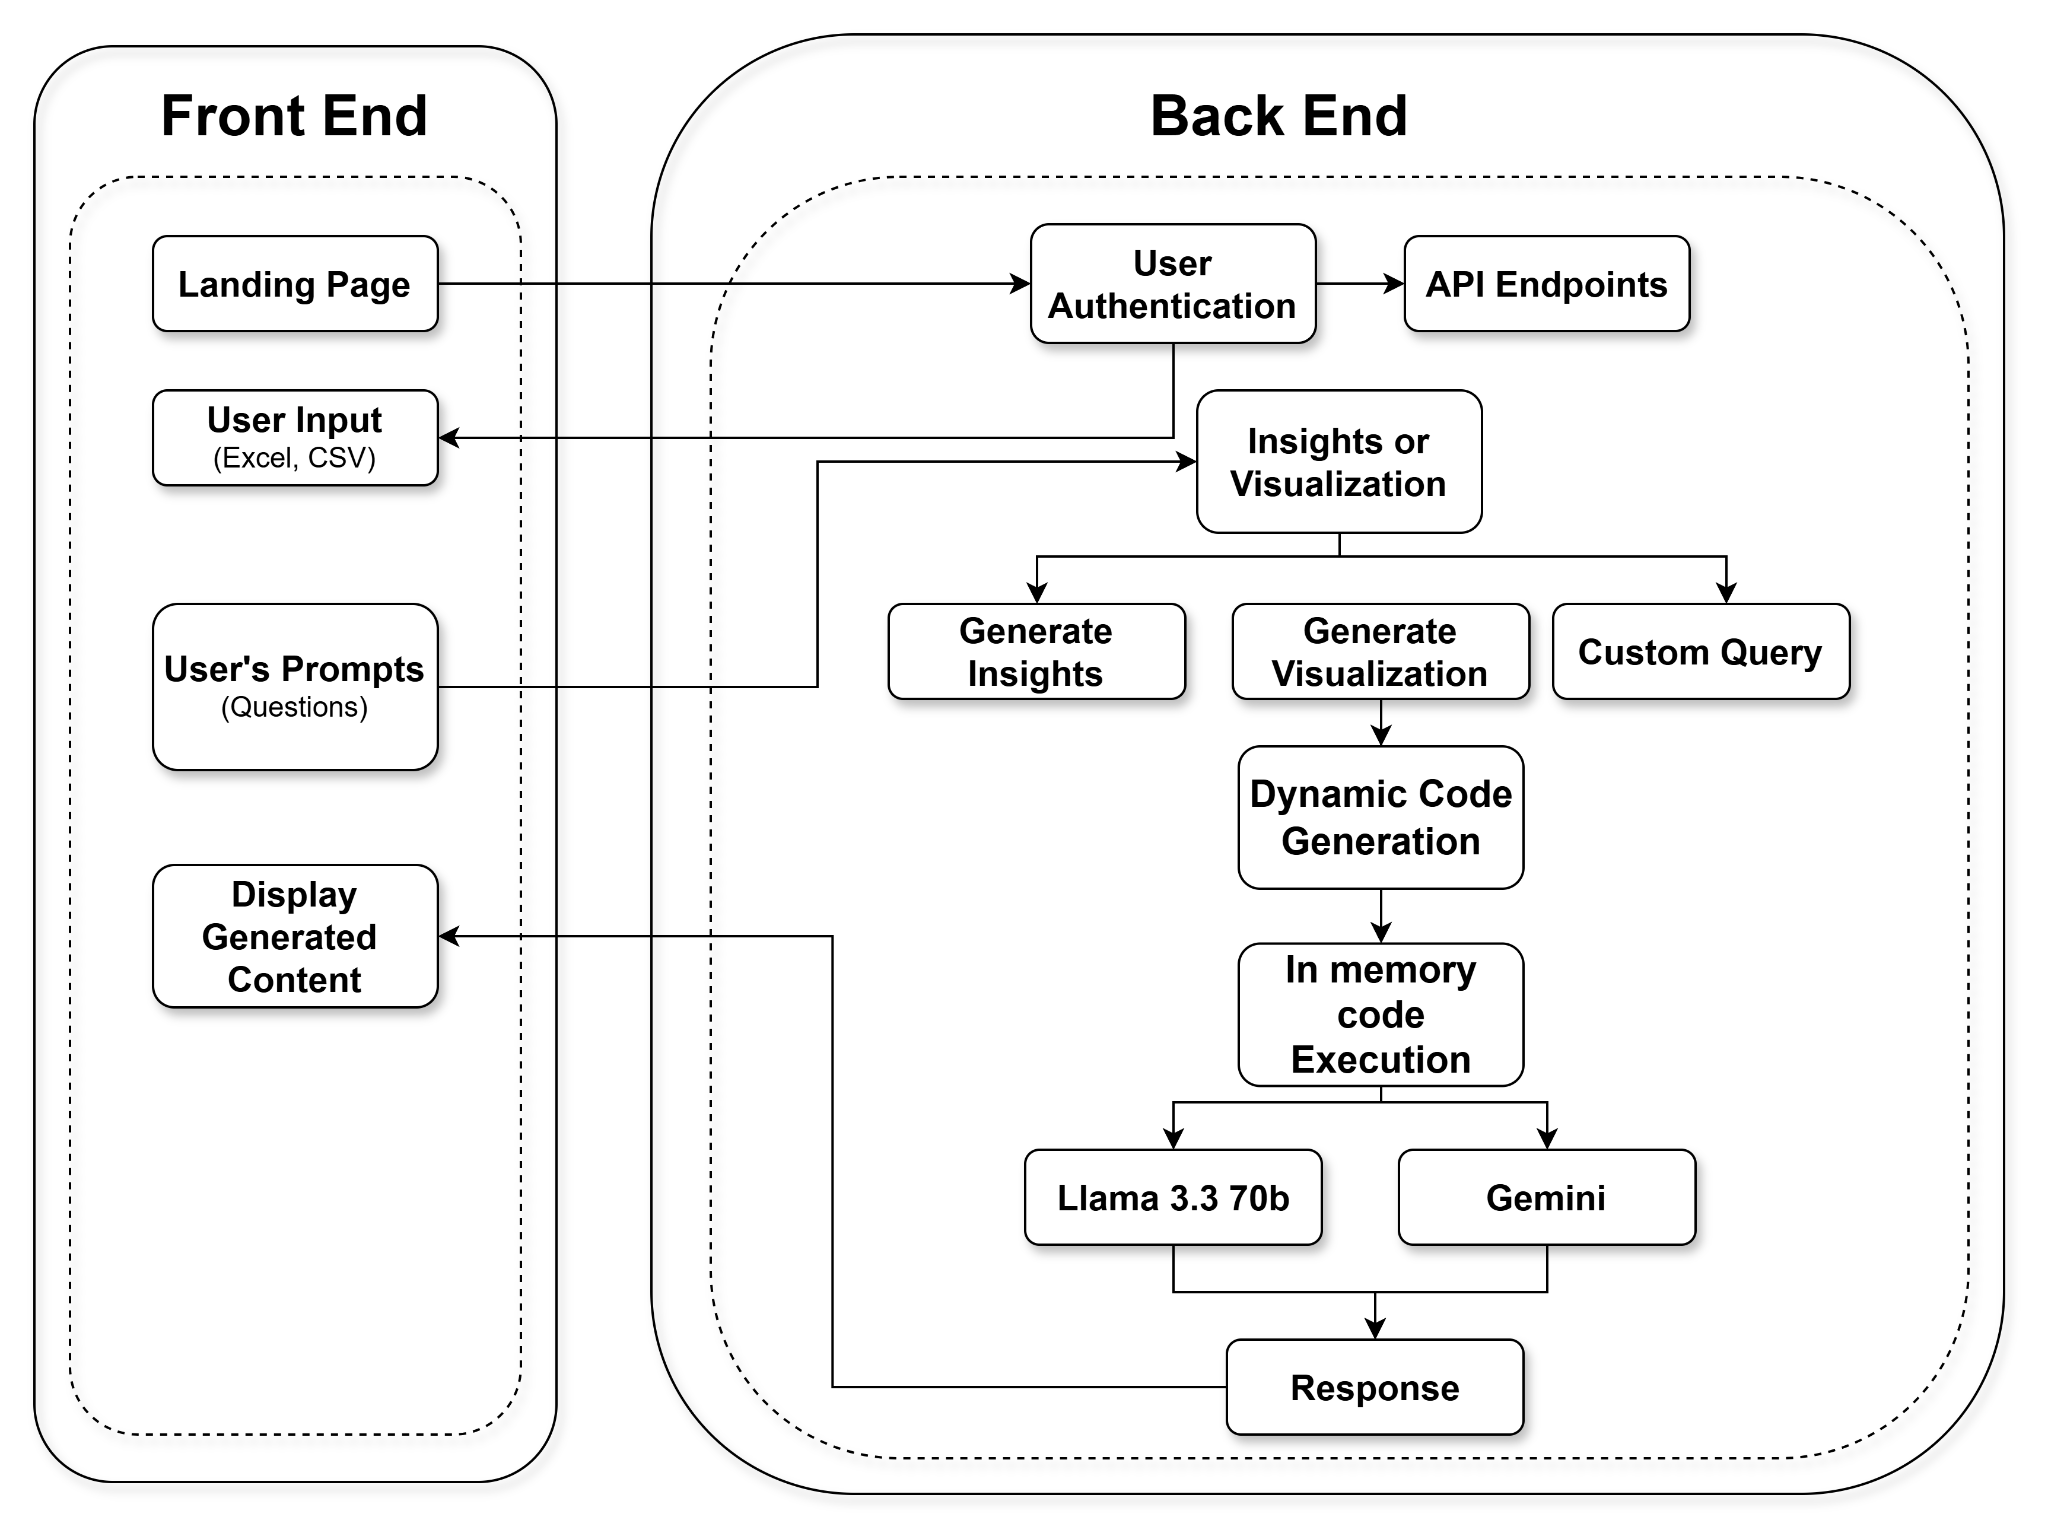 Front End
Landing Page
User Input
(Excel, CSV)
User's Prompts
(Questions)
Display
Generated
Content
Back End
User
Authentication
API Endpoints
Insights or
Visualization
Generate
Insights
Generate
Visualization
Custom Query
Dynamic Code
Generation
In memory
code
Execution
Llama 3.3 70b
Gemini
Response